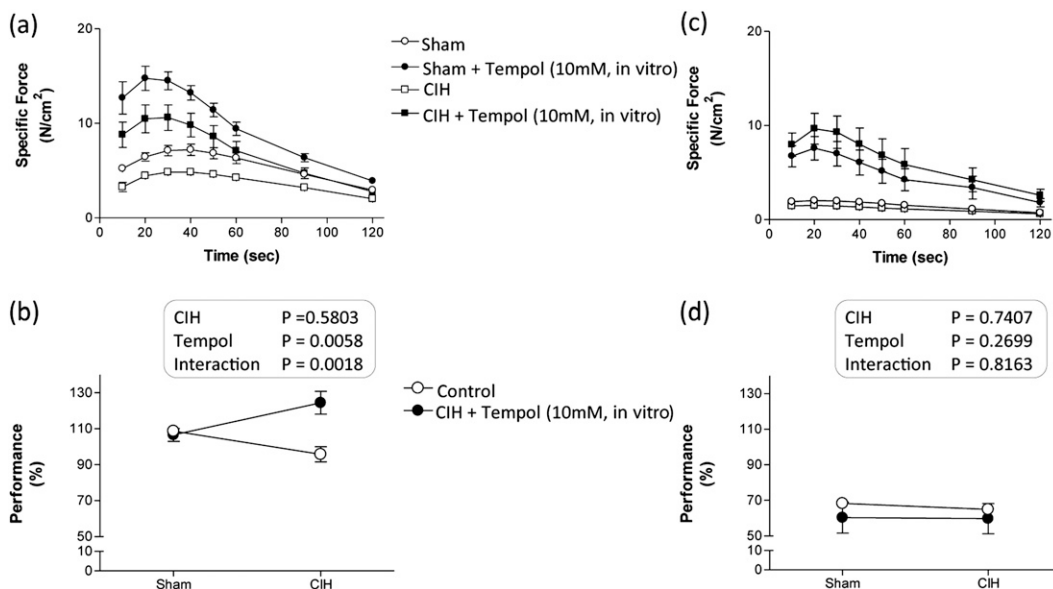 (a)
20
10
0
Specific Force
(N/cm²)
0 20 40 60 80 100 120
Time (sec)
Sham
Sham + Tempol (10mM, in vitro)
CIH
CIH + Tempol (10mM, in vitro)
(c)
20
10
0
Specific Force
(N/cm²)
0 20 40 60 80 100 120
Time (sec)
(b)
CIH P =0.5803
Tempol P = 0.0058
Interaction P = 0.0018
130
110
90
70
50
10
0
Performance
(%)
Sham CIH
Control
CIH + Tempol (10mM, in vitro)
(d)
CIH P = 0.7407
Tempol P = 0.2699
Interaction P = 0.8163
130
110
90
70
50
10
0
Performance
(%)
Sham CIH